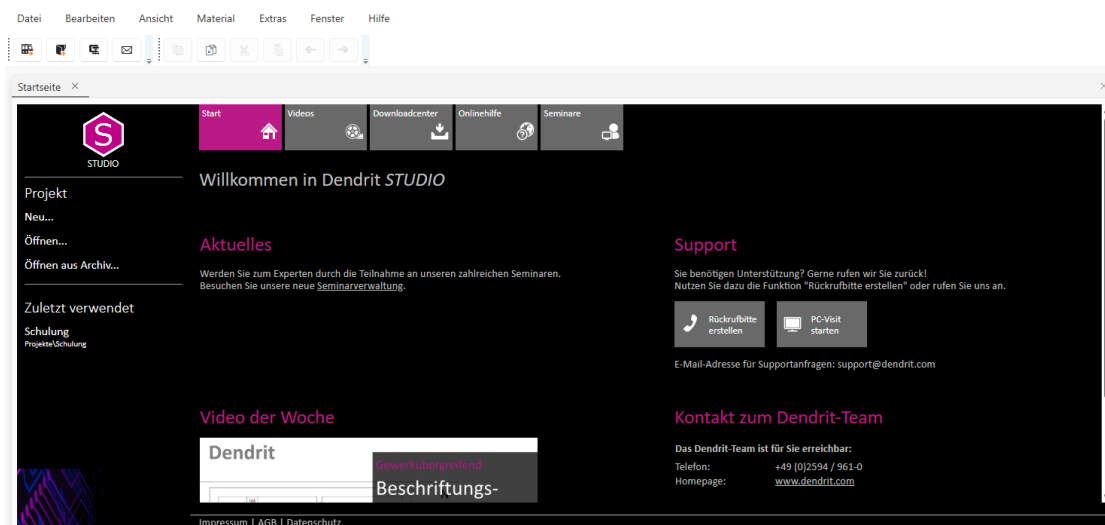 Datei Bearbeiten Ansicht Material Extras Fenster Hilfe
Startseite
S
STUDIO
Projekt
Neu...
Öffnen...
Öffnen aus Archiv...
Zuletzt verwendet
Schulung
Projekte\Schulung
Start Videos Downloadcenter Onlinehilfe Seminare
Willkommen in Dendrit STUDIO
Aktuelles
Werden Sie zum Experten durch die Teilnahme an unseren zahlreichen Seminaren.
Besuchen Sie unsere neue Seminarverwaltung.
Support
Sie benötigen Unterstützung? Gerne rufen wir Sie zurück!
Nutzen Sie dazu die Funktion "Rückrufbitte erstellen" oder rufen Sie uns an.
Rückrufbitte
erstellen
PC-Visit
starten
E-Mail-Adresse für Supportanfragen: support@dendrit.com
Video der Woche
Dendrit
Gewerkübergreifend
Beschriftungs-
Kontakt zum Dendrit-Team
Das Dendrit-Team ist für Sie erreichbar:
Telefon: +49 (0)2594 / 961-0
Homepage: www.dendrit.com
Impressum | AGB | Datenschutz